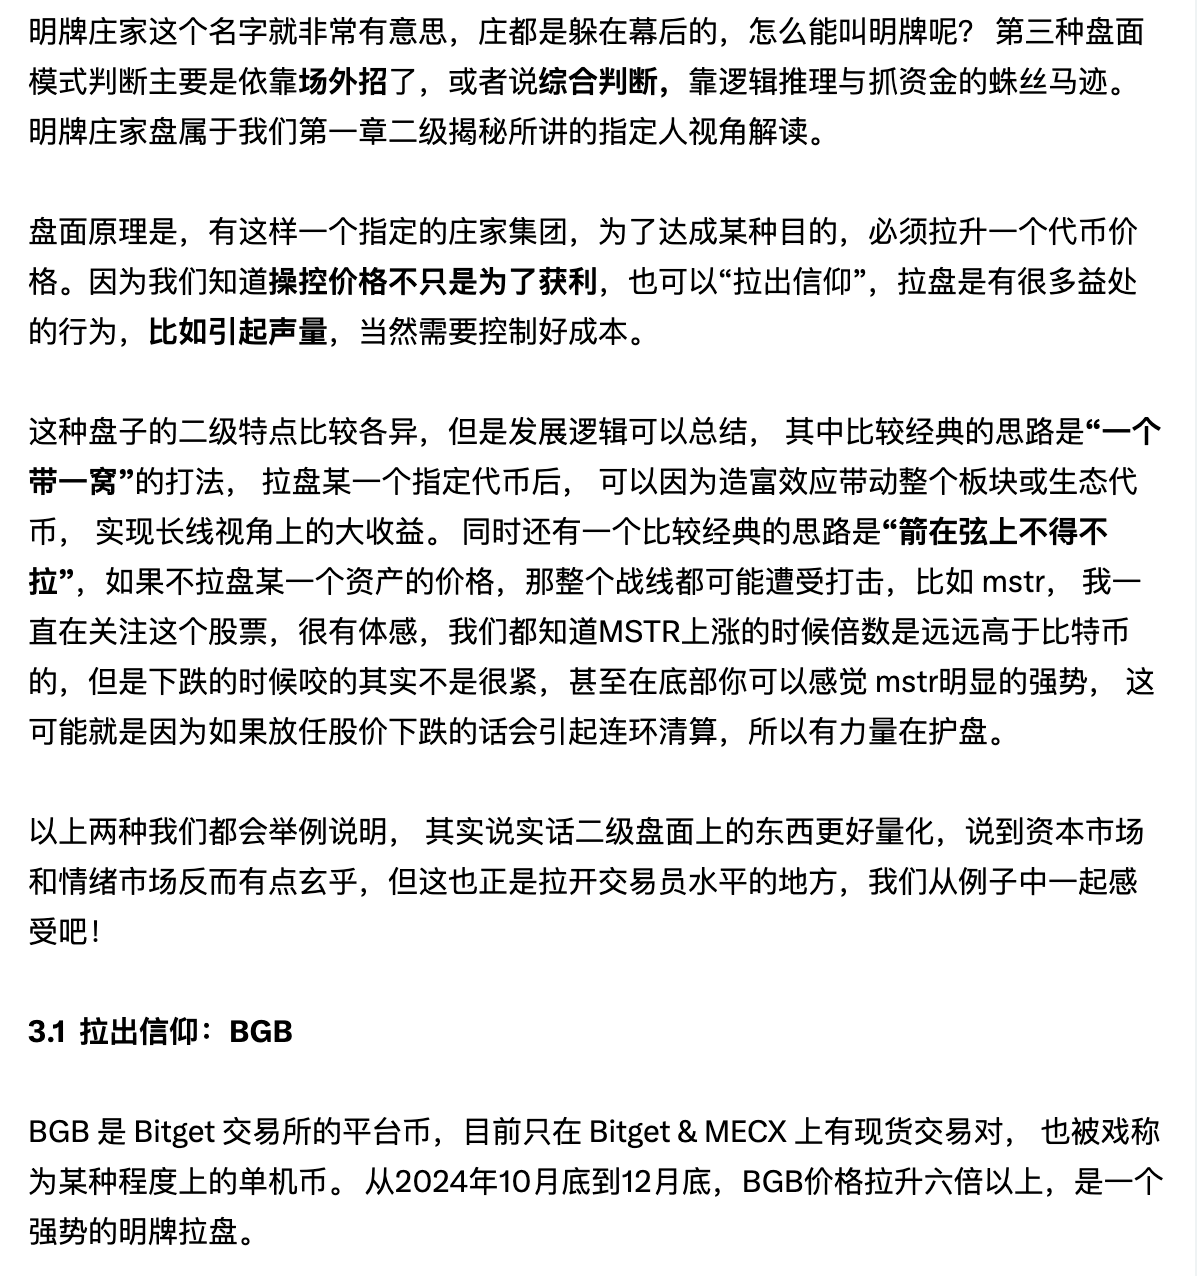 明牌庄家这个名字就非常有意思，庄都是躲在幕后的，怎么能叫明牌呢？ 第三种盘面
模式判断主要是依靠场外招了，或者说综合判断，靠逻辑推理与抓资金的蛛丝马迹。
明牌庄家盘属于我们第一章二级揭秘所讲的指定人视角解读。
盘面原理是，有这样一个指定的庄家集团，为了达成某种目的，必须拉升一个代币价
格。因为我们知道操控价格不只是为了获利，也可以“拉出信仰”，拉盘是有很多益处
的行为，比如引起声量，当然需要控制好成本。
这种盘子的二级特点比较各异，但是发展逻辑可以总结， 其中比较经典的思路是“一个
带一窝”的打法， 拉盘某一个指定代币后， 可以因为造富效应带动整个板块或生态代
币， 实现长线视角上的大收益。 同时还有一个比较经典的思路是“箭在弦上不得不
拉”，如果不拉盘某一个资产的价格，那整个战线都可能遭受打击，比如 mstr， 我一
直在关注这个股票，很有体感，我们都知道MSTR上涨的时候倍数是远远高于比特币
的，但是下跌的时候咬的其实不是很紧，甚至在底部你可以感觉 mstr明显的强势， 这
可能就是因为如果放任股价下跌的话会引起连环清算，所以有力量在护盘。
以上两种我们都会举例说明， 其实说实话二级盘面上的东西更好量化，说到资本市场
和情绪市场反而有点玄乎，但这也正是拉开交易员水平的地方，我们从例子中一起感
受吧！
3.1 拉出信仰：BGB
BGB 是 Bitget 交易所的平台币，目前只在 Bitget & MECX 上有现货交易对， 也被戏称
为某种程度上的单机币。 从2024年10月底到12月底，BGB价格拉升六倍以上，是一个
强势的明牌拉盘。